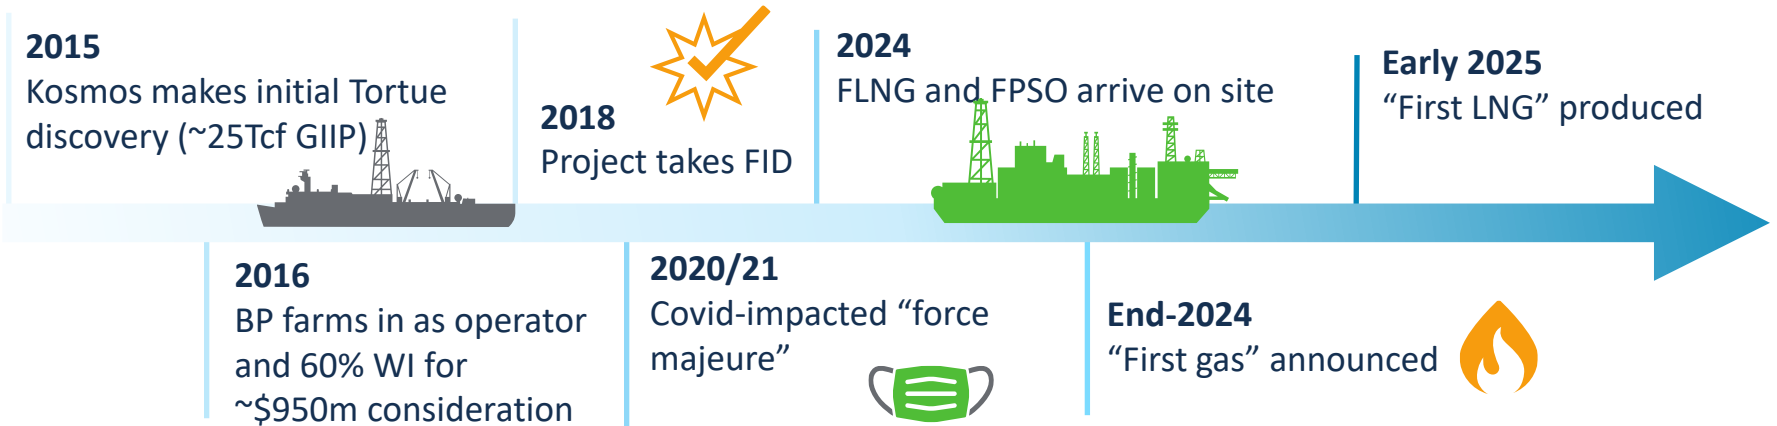 2015
Kosmos makes initial Tortue
discovery (~25Tcf GIIP)
2016
BP farms in as operator
and 60% WI for
~$950m consideration
2018
Project takes FID
2020/21
Covid-impacted “force
majeure”
2024
FLNG and FPSO arrive on site
End-2024
“First gas” announced
Early 2025
“First LNG” produced